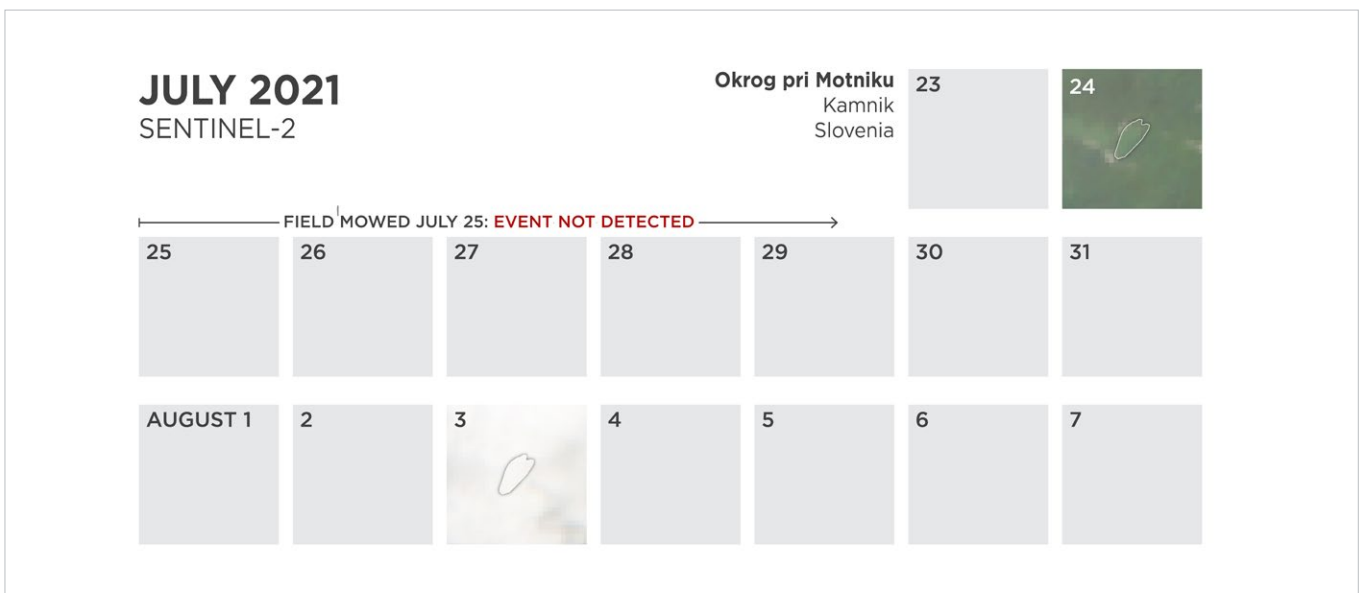 JULY 2021
SENTINEL-2
Okrog pri Motniku
Kamnik
Slovenia
23
24
FIELD MOWED JULY 25: EVENT NOT DETECTED
25
26
27
28
29
30
31
AUGUST 1
2
3
4
5
6
7